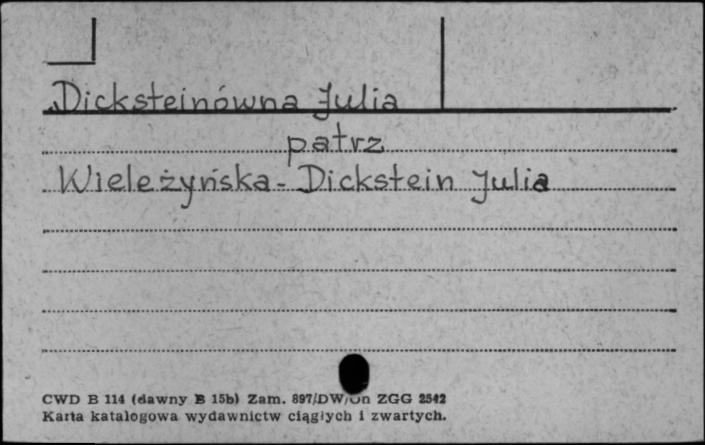 Dicksteinówna Julia
patrz
Wieleżyńska - Dickstein Julia
CWD B 114 (dawny B 15b) Zam. 897/DW/Un ZGG 2542
Karta katalogowa wydawnictw ciągłych i zwartych.